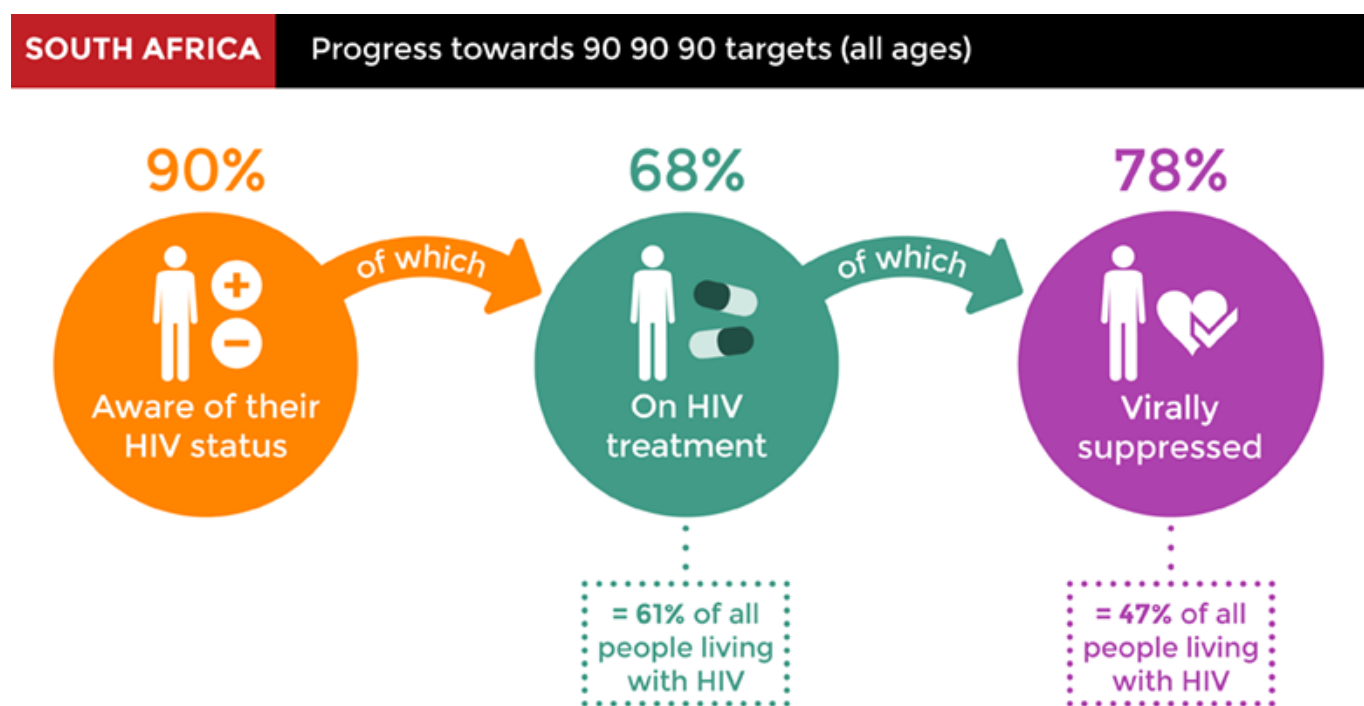 SOUTH AFRICA
Progress towards 90 90 90 targets (all ages)
90%
68%
78%
of which
of which
Aware of their
HIV status
On HIV
treatment
Virally
suppressed
= 61% of all
people living
with HIV
= 47% of all
people living
with HIV